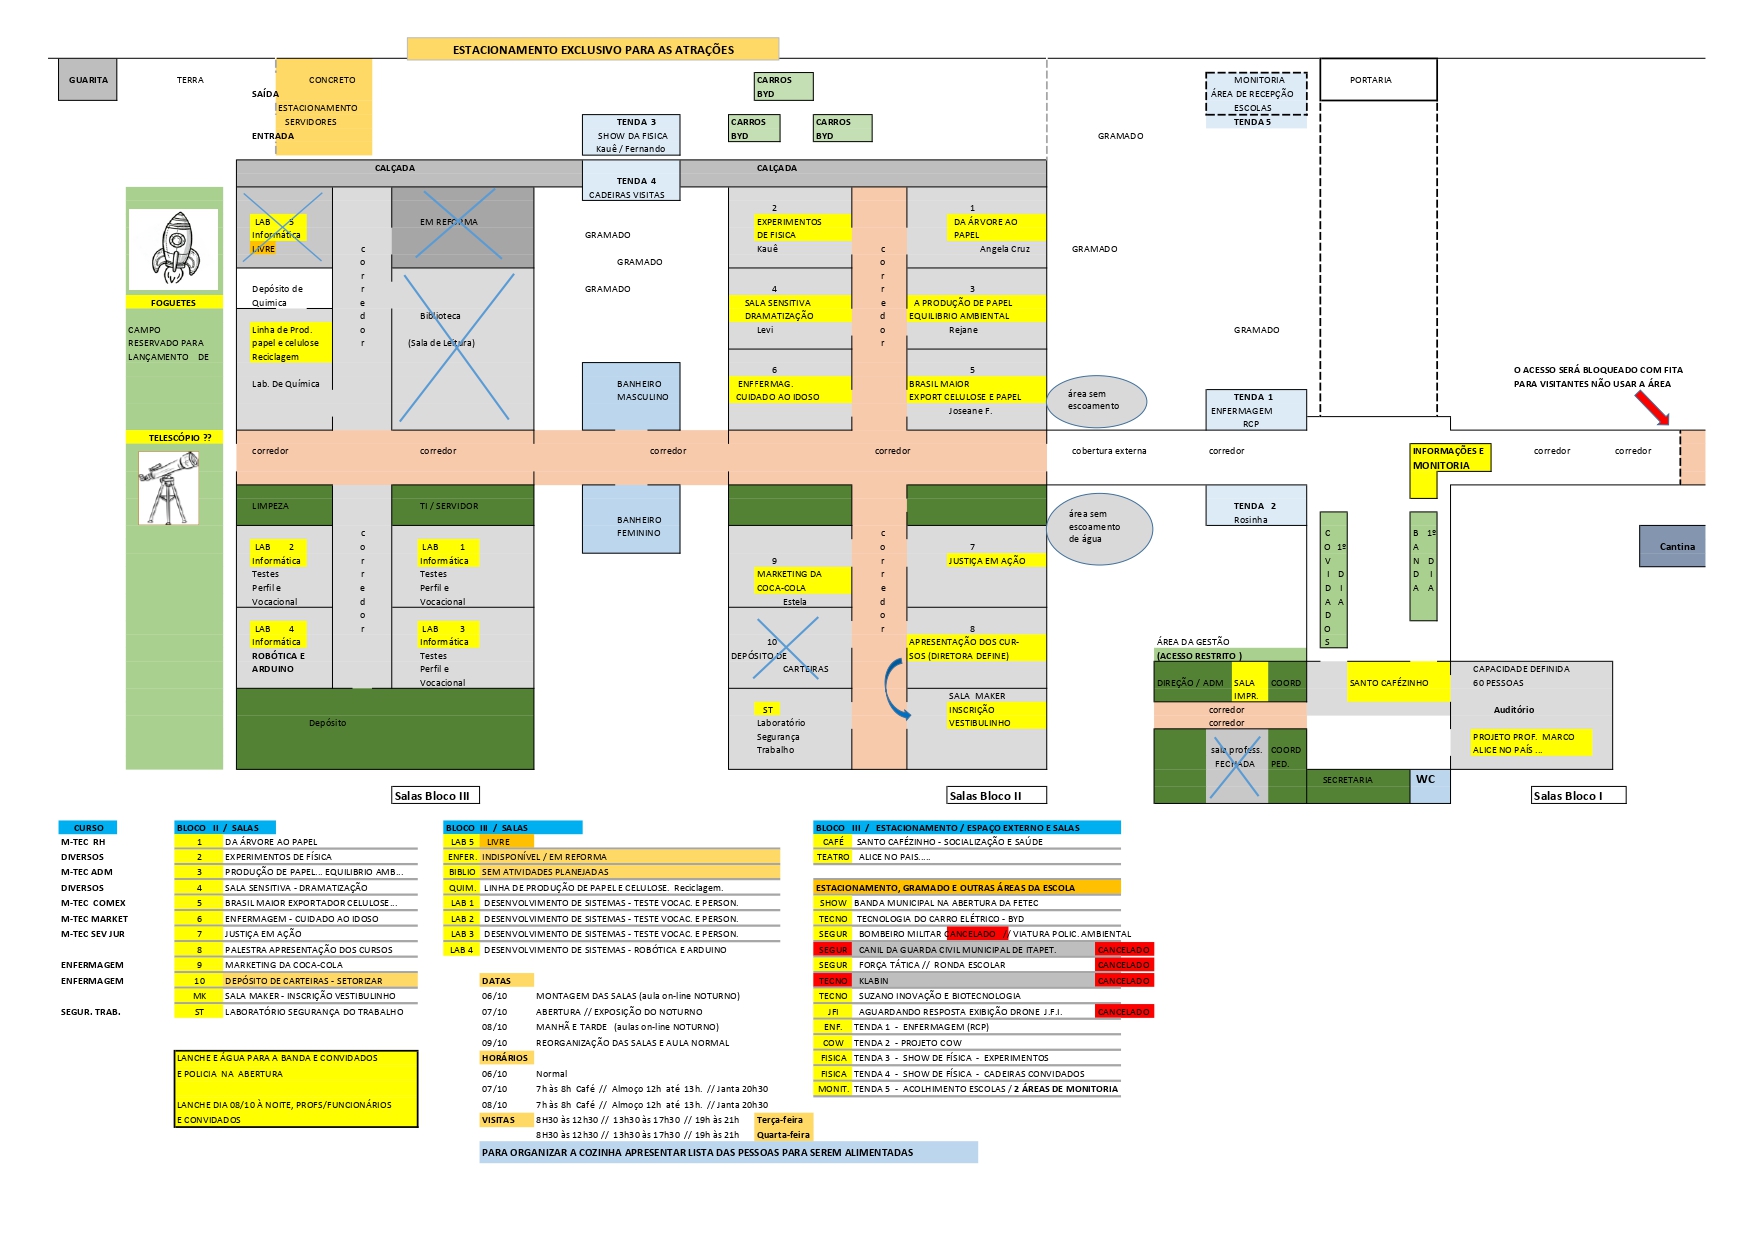 ESTACIONAMENTO EXCLUSIVO PARA AS ATRAÇÕES
GUARITA
TERRA
CONCRETO
SAÍDA
ESTACIONAMENTO
SERVIDORES
ENTRADA
CARROS
BYD
CARROS
BYD
CARROS
BYD
TENDA 3
SHOW DA FISICA
Kauê / Fernando
MONITORIA
ÁREA DE RECEPÇÃO
ESCOLAS
TENDA 5
PORTARIA
GRAMADO
CALÇADA
CALÇADA
TENDA 4
CADEIRAS VISITAS
LAB 5
Informática
LIVRE
EM REFORMA
corredor
GRAMADO
GRAMADO
GRAMADO
2
EXPERIMENTOS
DE FISICA
Kauê
corredor
1
DA ÁRVORE AO
PAPEL
Angela Cruz
GRAMADO
FOGUETES
CAMPO
RESERVADO PARA
LANÇAMENTO DE
Depósito de
Quimica
Linha de Prod.
papel e celulose
Reciclagem
Lab. De Química
Biblioteca
(Sala de Leitura)
4
SALA SENSITIVA
DRAMATIZAÇÃO
Levi
3
A PRODUÇÃO DE PAPEL
EQUILIBRIO AMBIENTAL
Rejane
GRAMADO
BANHEIRO
MASCULINO
6
ENFFERMAG.
CUIDADO AO IDOSO
5
BRASIL MAIOR
EXPORT CELULOSE E PAPEL
Joseane F.
área sem
escoamento
TENDA 1
ENFERMAGEM
RCP
O ACESSO SERÁ BLOQUEADO COM FITA
PARA VISITANTES NÃO USAR A ÁREA
TELESCÓPIO ??
corredor
corredor
corredor
corredor
cobertura externa
corredor
INFORMAÇÕES E
MONITORIA
corredor
corredor
LIMPEZA
TI / SERVIDOR
BANHEIRO
FEMININO
área sem
escoamento
de água
TENDA 2
Rosinha
CONVIDADOS
1º DIA
BANDA
1º DIA
Cantina
LAB 2
Informática
Testes
Perfil e
Vocacional
corredor
LAB 1
Informática
Testes
Perfil e
Vocacional
9
MARKETING DA
COCA-COLA
Estela
corredor
7
JUSTIÇA EM AÇÃO
LAB 4
Informática
ROBÓTICA E
ARDUINO
LAB 3
Informática
Testes
Perfil e
Vocacional
10
DEPÓSITO DE
CARTEIRAS
8
APRESENTAÇÃO DOS CUR-
SOS (DIRETORA DEFINE)
ÁREA DA GESTÃO
(ACESSO RESTRITO )
DIREÇÃO / ADM
SALA
IMPR.
COORD
SANTO CAFÉZINHO
CAPACIDADE DEFINIDA
60 PESSOAS
Auditório
PROJETO PROF. MARCO
ALICE NO PAÍS ...
Depósito
ST
Laboratório
Segurança
Trabalho
SALA MAKER
INSCRIÇÃO
VESTIBULINHO
corredor
corredor
sala profess.
FECHADA
COORD
PED.
SECRETARIA
WC
Salas Bloco III
Salas Bloco II
Salas Bloco I
CURSO
M-TEC RH
DIVERSOS
M-TEC ADM
DIVERSOS
M-TEC COMEX
M-TEC MARKET
M-TEC SEV JUR
ENFERMAGEM
ENFERMAGEM
SEGUR. TRAB.
BLOCO II / SALAS
1 DA ÁRVORE AO PAPEL
2 EXPERIMENTOS DE FÍSICA
3 PRODUÇÃO DE PAPEL... EQUILIBRIO AMB...
4 SALA SENSITIVA - DRAMATIZAÇÃO
5 BRASIL MAIOR EXPORTADOR CELULOSE...
6 ENFERMAGEM - CUIDADO AO IDOSO
7 JUSTIÇA EM AÇÃO
8 PALESTRA APRESENTAÇÃO DOS CURSOS
9 MARKETING DA COCA-COLA
10 DEPÓSITO DE CARTEIRAS - SETORIZAR
MK SALA MAKER - INSCRIÇÃO VESTIBULINHO
ST LABORATÓRIO SEGURANÇA DO TRABALHO
LANCHE E ÁGUA PARA A BANDA E CONVIDADOS
E POLICIA NA ABERTURA
LANCHE DIA 08/10 À NOITE, PROFS/FUNCIONÁRIOS
E CONVIDADOS
BLOCO III / SALAS
LAB 5 LIVRE
ENFER. INDISPONÍVEL / EM REFORMA
BIBLIO SEM ATIVIDADES PLANEJADAS
QUIM. LINHA DE PRODUÇÃO DE PAPEL E CELULOSE. Reciclagem.
LAB 1 DESENVOLVIMENTO DE SISTEMAS - TESTE VOCAC. E PERSON.
LAB 2 DESENVOLVIMENTO DE SISTEMAS - TESTE VOCAC. E PERSON.
LAB 3 DESENVOLVIMENTO DE SISTEMAS - TESTE VOCAC. E PERSON.
LAB 4 DESENVOLVIMENTO DE SISTEMAS - ROBÓTICA E ARDUINO
DATAS
06/10 MONTAGEM DAS SALAS (aula on-line NOTURNO)
07/10 ABERTURA // EXPOSIÇÃO DO NOTURNO
08/10 MANHÃ E TARDE (aulas on-line NOTURNO)
09/10 REORGANIZAÇÃO DAS SALAS E AULA NORMAL
HORÁRIOS
06/10 Normal
07/10 7h às 8h Café // Almoço 12h até 13h. // Janta 20h30
08/10 7h às 8h Café // Almoço 12h até 13h. // Janta 20h30
VISITAS 8H30 às 12h30 // 13h30 às 17h30 // 19h às 21h Terça-feira
8H30 às 12h30 // 13h30 às 17h30 // 19h às 21h Quarta-feira
PARA ORGANIZAR A COZINHA APRESENTAR LISTA DAS PESSOAS PARA SEREM ALIMENTADAS
BLOCO III / ESTACIONAMENTO / ESPAÇO EXTERNO E SALAS
CAFÉ SANTO CAFÉZINHO - SOCIALIZAÇÃO E SAÚDE
TEATRO ALICE NO PAIS.....
ESTACIONAMENTO, GRAMADO E OUTRAS ÁREAS DA ESCOLA
SHOW BANDA MUNICIPAL NA ABERTURA DA FETEC
TECNO TECNOLOGIA DO CARRO ELÉTRICO - BYD
SEGUR BOMBEIRO MILITAR CANCELADO // VIATURA POLIC. AMBIENTAL
SEGUR CANIL DA GUARDA CIVIL MUNICIPAL DE ITAPET. CANCELADO
SEGUR FORÇA TÁTICA // RONDA ESCOLAR CANCELADO
TECNO KLABIN CANCELADO
TECNO SUZANO INOVAÇÃO E BIOTECNOLOGIA
JFI AGUARDANDO RESPOSTA EXIBIÇÃO DRONE J.F.I. CANCELADO
ENF. TENDA 1 - ENFERMAGEM (RCP)
COW TENDA 2 - PROJETO COW
FISICA TENDA 3 - SHOW DE FÍSICA - EXPERIMENTOS
FISICA TENDA 4 - SHOW DE FÍSICA - CADEIRAS CONVIDADOS
MONIT. TENDA 5 - ACOLHIMENTO ESCOLAS / 2 ÁREAS DE MONITORIA